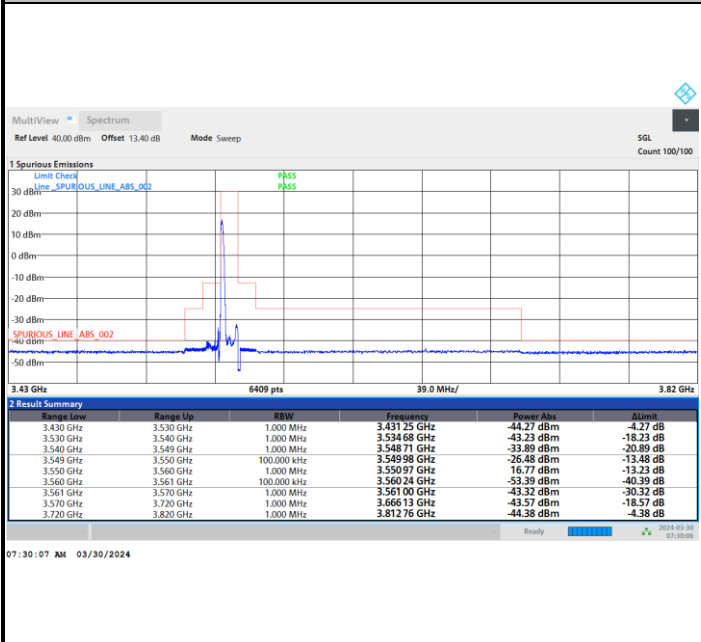 MultiView Spectrum
Ref Level 40.00 dBm Offset 13.40 dB Mode Sweep SGL
Count 100/100
1 Spurious Emissions
Limit Check PASS
Line _SPURIOUS_LINE_ABS_002 PASS
30 dBm
20 dBm
10 dBm
0 dBm
-10 dBm
-20 dBm
-30 dBm
SPURIOUS_LINE_ABS_002
-40 dBm
-50 dBm
3.43 GHz 6409 pts 39.0 MHz/ 3.82 GHz
2 Result Summary
Range Low Range Up RBW Frequency Power Abs ΔLimit
3.430 GHz 3.530 GHz 1.000 MHz 3.431 25 GHz -44.27 dBm -4.27 dB
3.530 GHz 3.540 GHz 1.000 MHz 3.534 68 GHz -43.23 dBm -18.23 dB
3.540 GHz 3.549 GHz 1.000 MHz 3.548 71 GHz -33.89 dBm -20.89 dB
3.549 GHz 3.550 GHz 100.000 kHz 3.549 98 GHz -26.48 dBm -13.48 dB
3.550 GHz 3.560 GHz 1.000 MHz 3.550 97 GHz 16.77 dBm -13.23 dB
3.560 GHz 3.561 GHz 100.000 kHz 3.560 24 GHz -53.39 dBm -40.39 dB
3.561 GHz 3.570 GHz 1.000 MHz 3.561 00 GHz -43.32 dBm -30.32 dB
3.570 GHz 3.720 GHz 1.000 MHz 3.666 13 GHz -43.57 dBm -18.57 dB
3.720 GHz 3.820 GHz 1.000 MHz 3.812 76 GHz -44.38 dBm -4.38 dB
Ready 2024-03-30
07:30:06
07:30:07 AM 03/30/2024